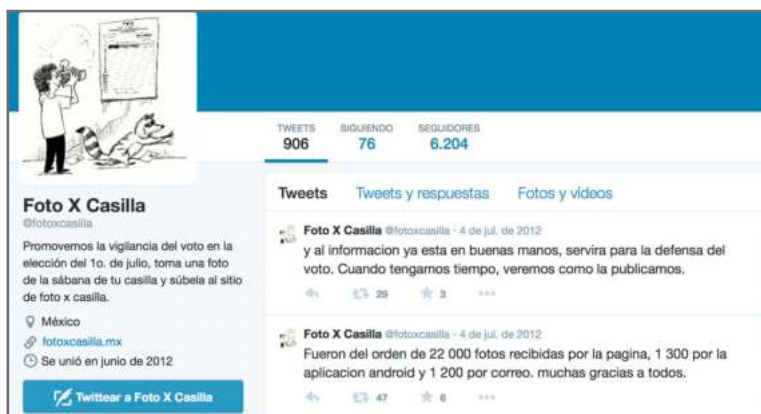 TWEETS SIGUIENDO SEGUIDORES
906 76 6.204
Foto X Casilla
@fotoxcasilla
Promovemos la vigilancia del voto en la
elección del 1o. de julio, toma una foto
de la sábana de tu casilla y súbela al sitio
de foto x casilla.
México
fotoxcasilla.mx
Se unió en junio de 2012
Twittear a Foto X Casilla
Tweets Tweets y respuestas Fotos y vídeos
Foto X Casilla @fotoxcasilla · 4 de jul. de 2012
y al informacion ya esta en buenas manos, servira para la defensa del
voto. Cuando tengamos tiempo, veremos como la publicamos.
29 3
Foto X Casilla @fotoxcasilla · 4 de jul. de 2012
Fueron del orden de 22 000 fotos recibidas por la pagina, 1 300 por la
aplicacion android y 1 200 por correo. muchas gracias a todos.
47 6